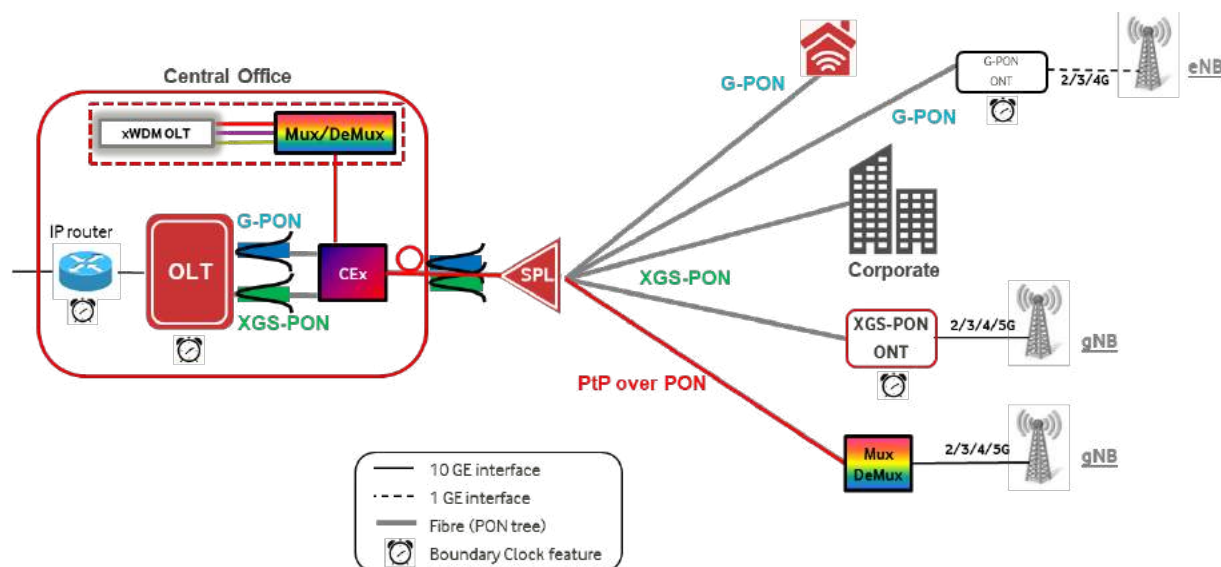 Central Office
xWDM OLT
Mux/DeMux
IP router
OLT
G-PON
XGS-PON
CEx
SPL
G-PON
G-PON
G-PON
ONT
2/3/4G
eNB
Corporate
XGS-PON
XGS-PON
ONT
2/3/4/5G
gNB
PtP over PON
Mux
DeMux
2/3/4/5G
gNB
10 GE interface
1 GE interface
Fibre (PON tree)
Boundary Clock feature